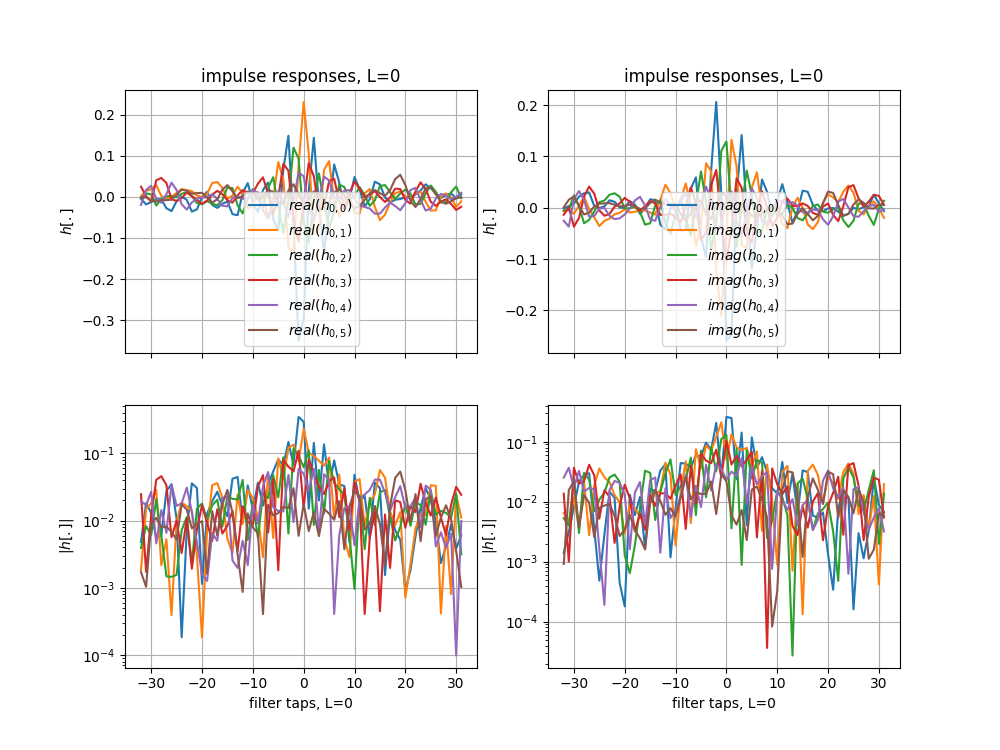 impulse responses, L=0
0.2
0.1
0.0
−0.1
−0.2
−0.3
h[.]
real(h0,0)
real(h0,1)
real(h0,2)
real(h0,3)
real(h0,4)
real(h0,5)
impulse responses, L=0
0.2
0.1
0.0
−0.1
−0.2
h[.]
imag(h0,0)
imag(h0,1)
imag(h0,2)
imag(h0,3)
imag(h0,4)
imag(h0,5)
10−1
10−2
10−3
10−4
|h[.]|
−30 −20 −10 0 10 20 30
filter taps, L=0
10−1
10−2
10−3
10−4
|h[.]|
−30 −20 −10 0 10 20 30
filter taps, L=0